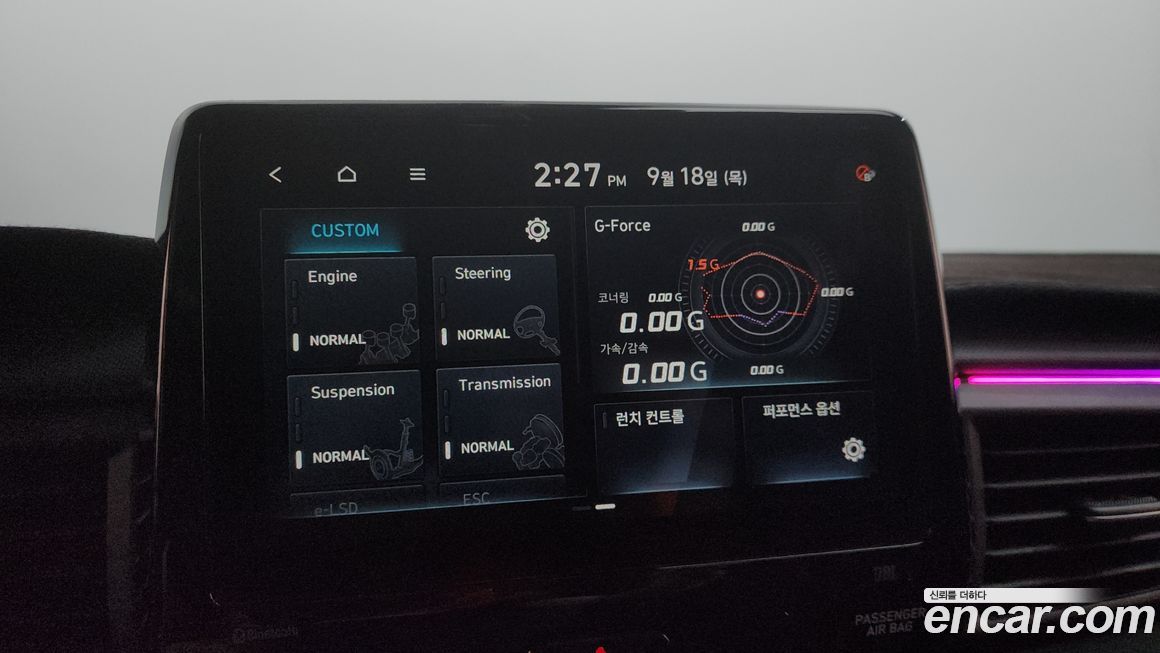 2:27 PM 9월 18일 (목)
CUSTOM
Engine
NORMAL
Steering
NORMAL
Suspension
NORMAL
Transmission
NORMAL
e-LSD
ESC
G-Force
0.00 G
1.5 G
0.00 G
코너링 0.00 G
0.00 G
가속/감속
0.00 G
0.00 G
런치 컨트롤
퍼포먼스 옵션
JBL
Bluetooth
PASSENGER
AIR BAG
신뢰를 더하다
encar.com